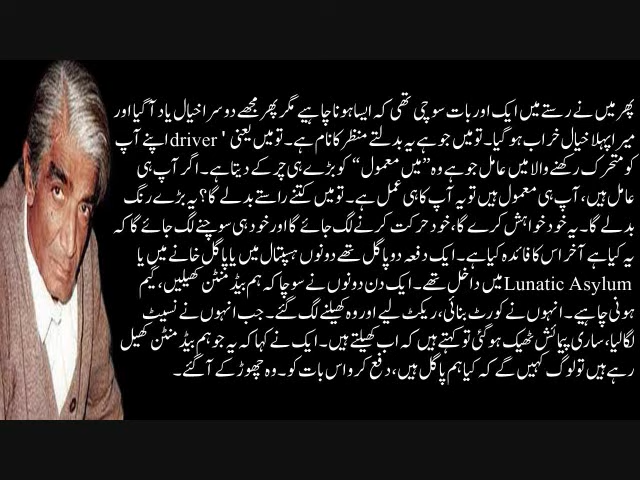 پھر میں نے رستے میں ایک اور بات سوچی تھی کہ ایسا ہونا چاہیے مگر پھر مجھے دوسرا خیال یاد آ گیا اور
میرا پہلا خیال خراب ہو گیا۔ تو میں جو ہے یہ بدلتے منظر کا نام ہے۔ تو میں یعنی ' driver اپنے آپ
کو متحرک رکھنے والا میں عامل جو ہے وہ ”میں معمول“ کو بڑے ہی چرکے دیتا ہے۔ اگر آپ ہی
عامل ہیں، آپ ہی معمول ہیں تو یہ آپ کا ہی عمل ہے۔ تو میں کتنے راستے بدلے گا؟ یہ بڑے رنگ
بدلے گا۔ یہ خود خواہش کرے گا، خود حرکت کرنے لگ جائے گا اور خود ہی سوچنے لگ جائے گا کہ
یہ کیا ہے آخر اس کا فائدہ کیا ہے۔ ایک دفعہ دو پاگل تھے دونوں ہسپتال میں یا پاگل خانے میں یا
Lunatic Asylum میں داخل تھے۔ ایک دن دونوں نے سوچا کہ ہم بیڈ منٹن کھیلیں، گیم
ہونی چاہیے۔ انہوں نے کورٹ بنائی، ریکٹ لیے اور وہ کھیلنے لگ گئے۔ جب انہوں نے نیٹ
لگا لیا، ساری پیمائش ٹھیک ہو گئی تو کہتے ہیں کہ اب کھیلتے ہیں۔ ایک نے کہا کہ یہ جو ہم بیڈ منٹن کھیل
رہے ہیں تو لوگ کہیں گے کہ کیا ہم پاگل ہیں، دفع کرو اس بات کو۔ وہ چھوڑ کے آ گئے۔